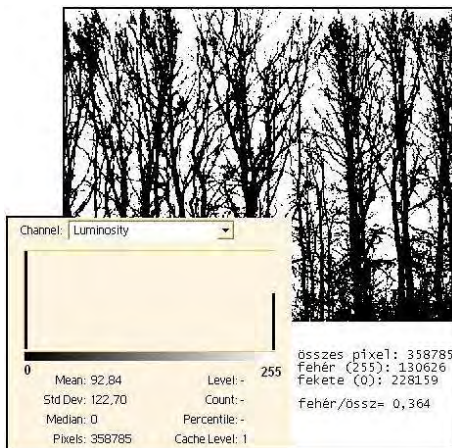 Channel: Luminosity
0 255
Mean: 92,84 Level: -
Std Dev: 122,70 Count: -
Median: 0 Percentile: -
Pixels: 358785 Cache Level: 1
összes pixel: 358785
fehér (255): 130626
fekete (0): 228159
fehér/össz= 0,364